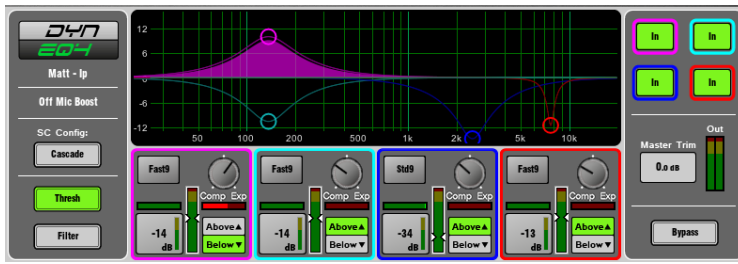 DYN
EQ4
Matt - Ip
Off Mic Boost
SC Config:
Cascade
Thresh
Filter
12
6
0
-6
-12
50 100 200 500 1k 2k 5k 10k
Fast9
Comp Exp
-14
dB
Above▲
Below▼
Fast9
Comp Exp
-14
dB
Above▲
Below▼
Std9
Comp Exp
-34
dB
Above▲
Below▼
Fast9
Comp Exp
-13
dB
Above▲
Below▼
In In
In In
Out
Master Trim
0.0 dB
Bypass